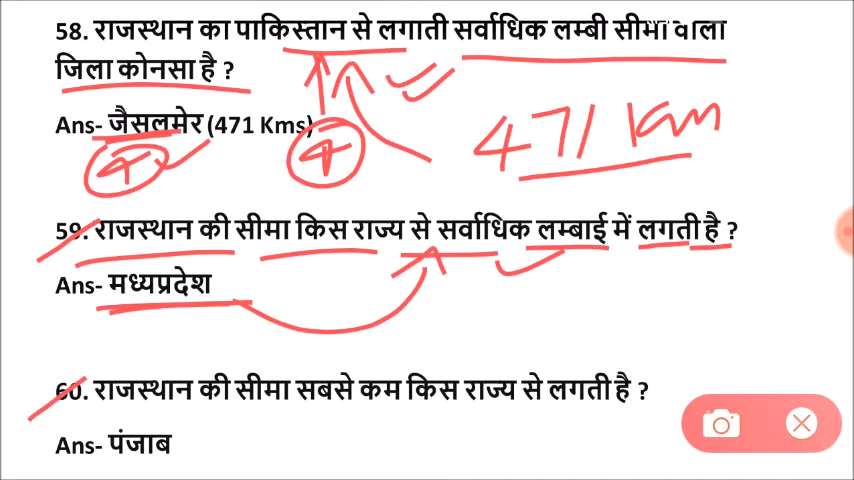 58. राजस्थान का पाकिस्तान से लगाती सर्वाधिक लम्बी सीमा वाला
जिला कोनसा है ?
Ans- जैसलमेर (471 Kms)
471 Km
59. राजस्थान की सीमा किस राज्य से सर्वाधिक लम्बाई में लगती है ?
Ans- मध्यप्रदेश
60. राजस्थान की सीमा सबसे कम किस राज्य से लगती है ?
Ans- पंजाब